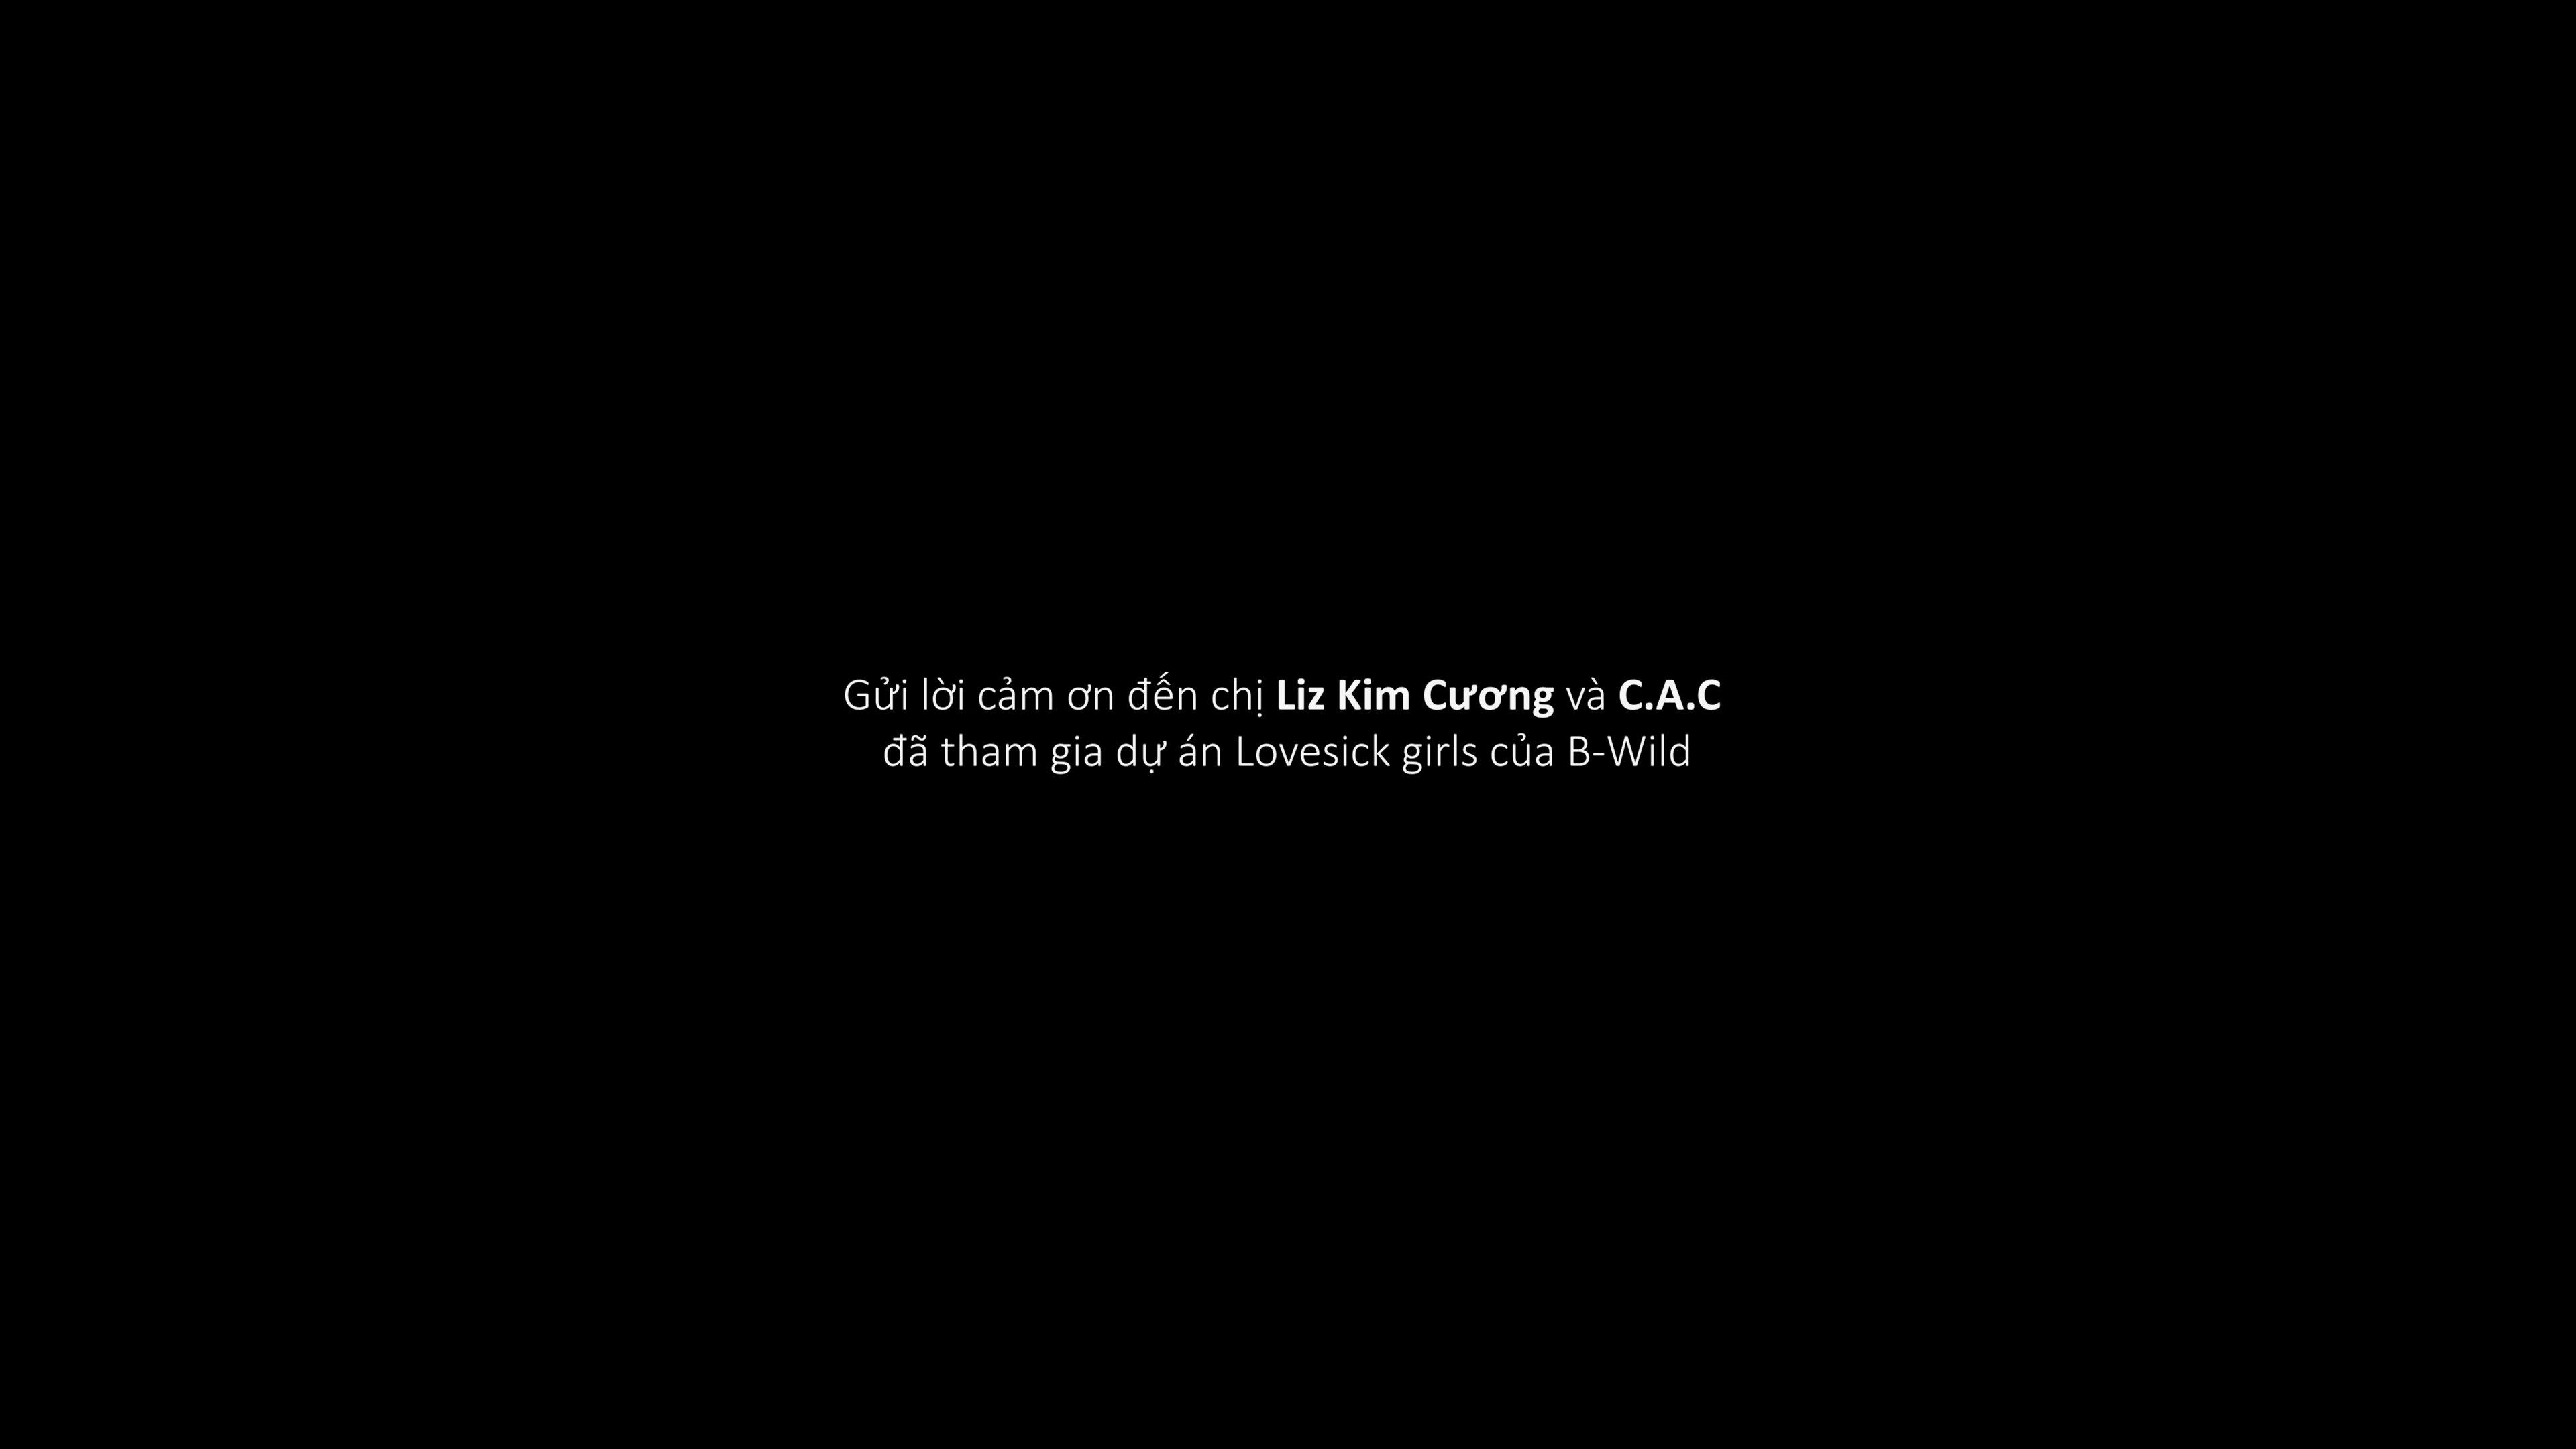 Gửi lời cảm ơn đến chị Liz Kim Cương và C.A.C
đã tham gia dự án Lovesick girls của B-Wild